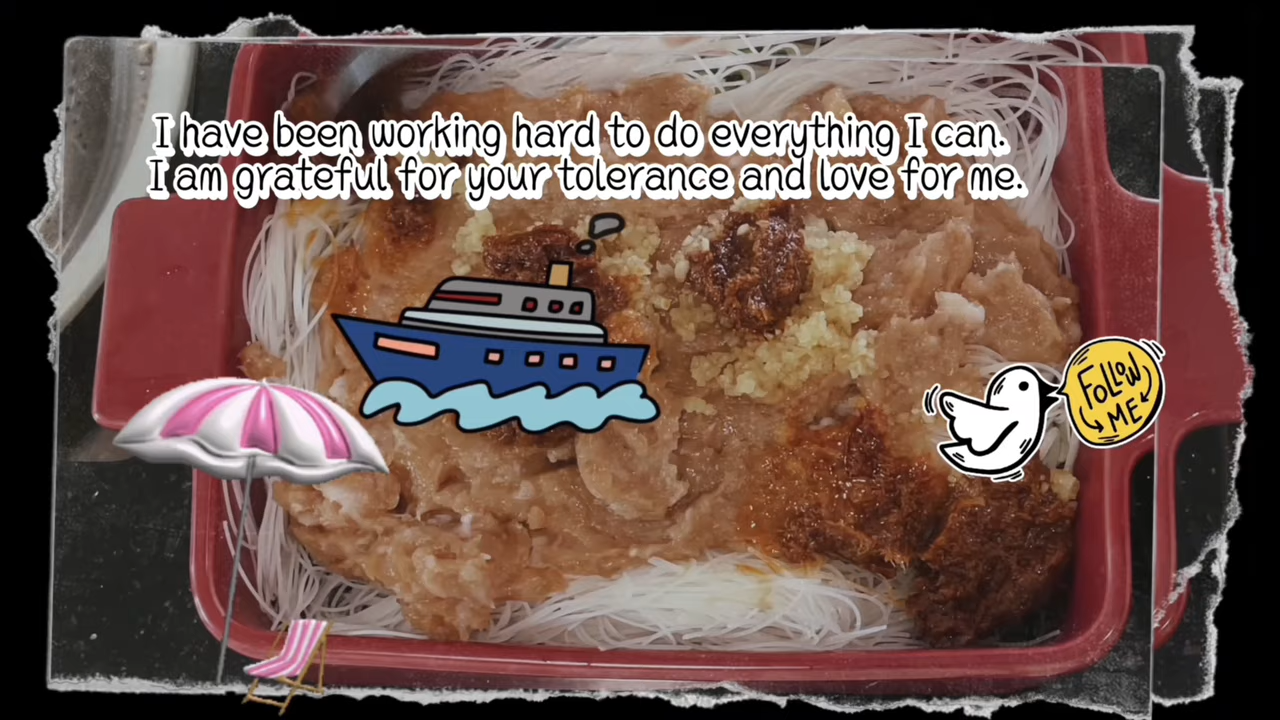 I have been working hard to do everything I can.
I am grateful for your tolerance and love for me.
FOLLOW
ME